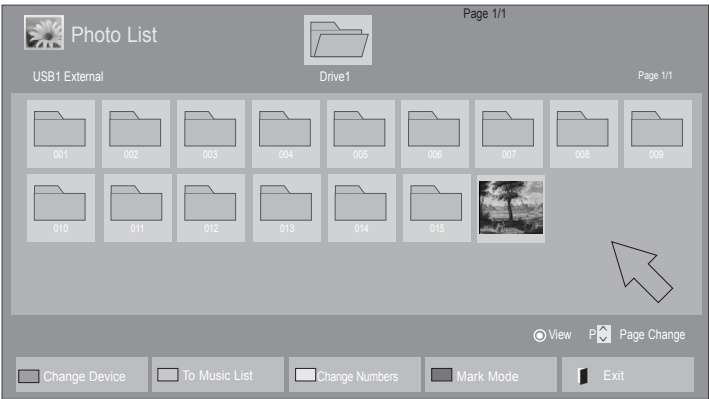 Page 1/1
Photo List
USB1 External Drive1 Page 1/1
001 002 003 004 005 006 007 008 009
010 011 012 013 014 015
View P Page Change
Change Device To Music List Change Numbers Mark Mode Exit